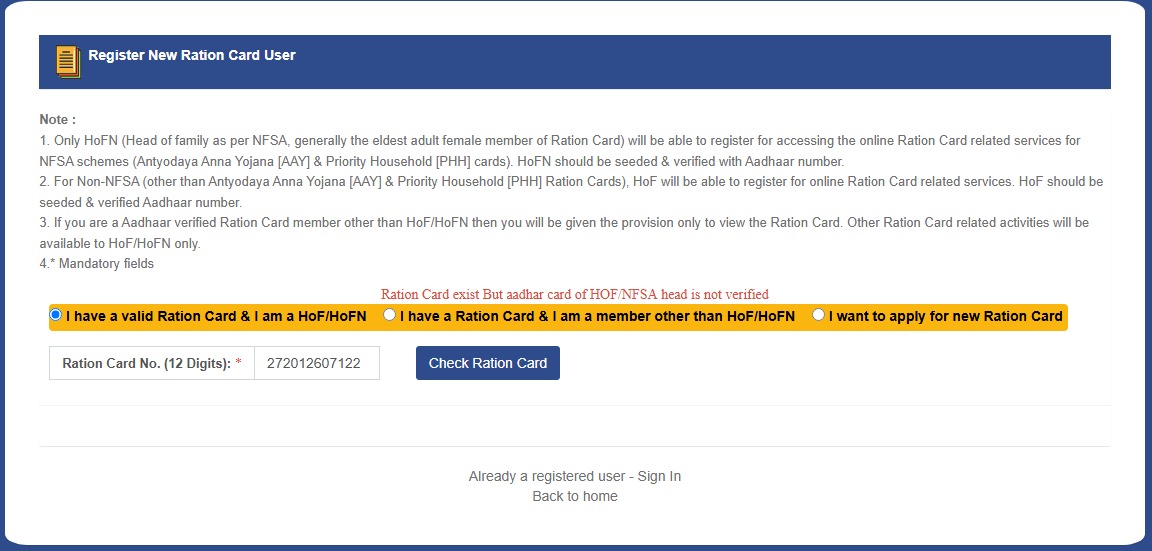 Register New Ration Card User
Note :
1. Only HoFN (Head of family as per NFSA, generally the eldest adult female member of Ration Card) will be able to register for accessing the online Ration Card related services for
NFSA schemes (Antyodaya Anna Yojana [AAY] & Priority Household [PHH] cards). HoFN should be seeded & verified with Aadhaar number.
2. For Non-NFSA (other than Antyodaya Anna Yojana [AAY] & Priority Household [PHH] Ration Cards), HoF will be able to register for online Ration Card related services. HoF should be
seeded & verified Aadhaar number.
3. If you are a Aadhaar verified Ration Card member other than HoF/HoFN then you will be given the provision only to view the Ration Card. Other Ration Card related activities will be
available to HoF/HoFN only.
4.* Mandatory fields
Ration Card exist But aadhar card of HOF/NFSA head is not verified
I have a valid Ration Card & I am a HoF/HoFN I have a Ration Card & I am a member other than HoF/HoFN I want to apply for new Ration Card
Ration Card No. (12 Digits): * 272012607122 Check Ration Card
Already a registered user - Sign In
Back to home